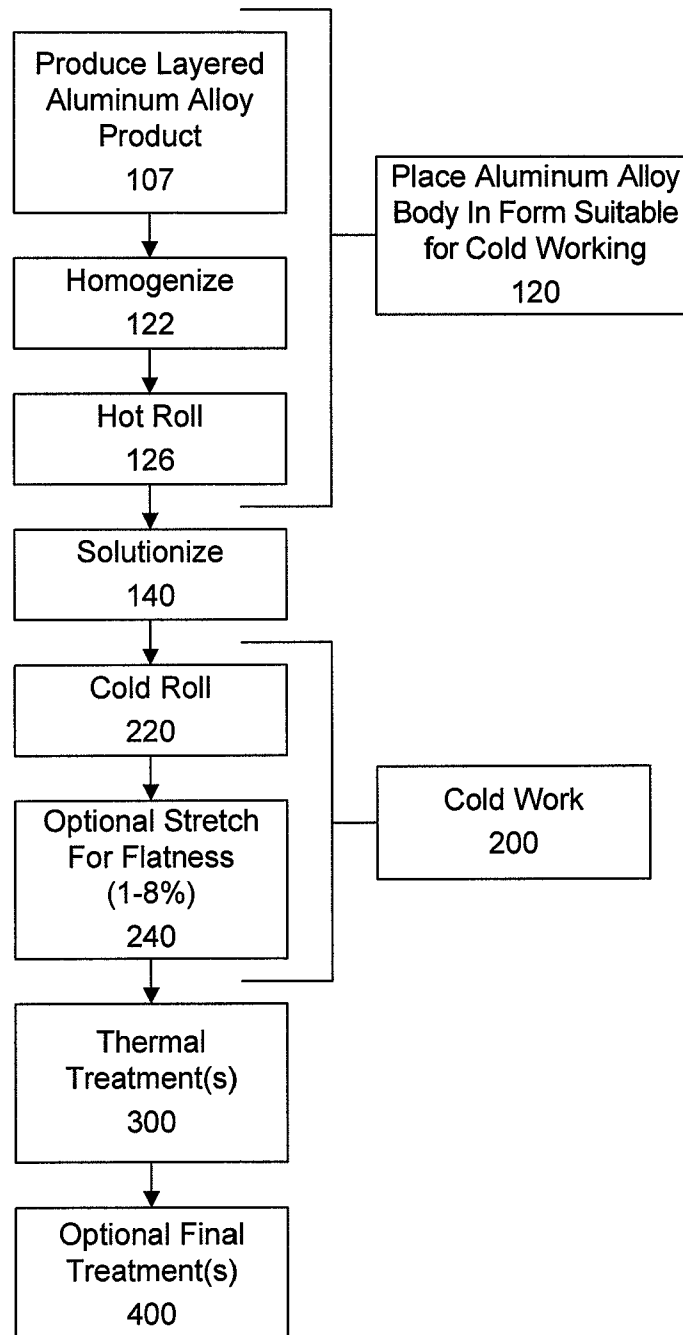 Produce Layered
Aluminum Alloy
Product
107
Place Aluminum Alloy
Body In Form Suitable
for Cold Working
120
Homogenize
122
Hot Roll
126
Solutionize
140
Cold Roll
220
Optional Stretch
For Flatness
(1-8%)
240
Cold Work
200
Thermal
Treatment(s)
300
Optional Final
Treatment(s)
400